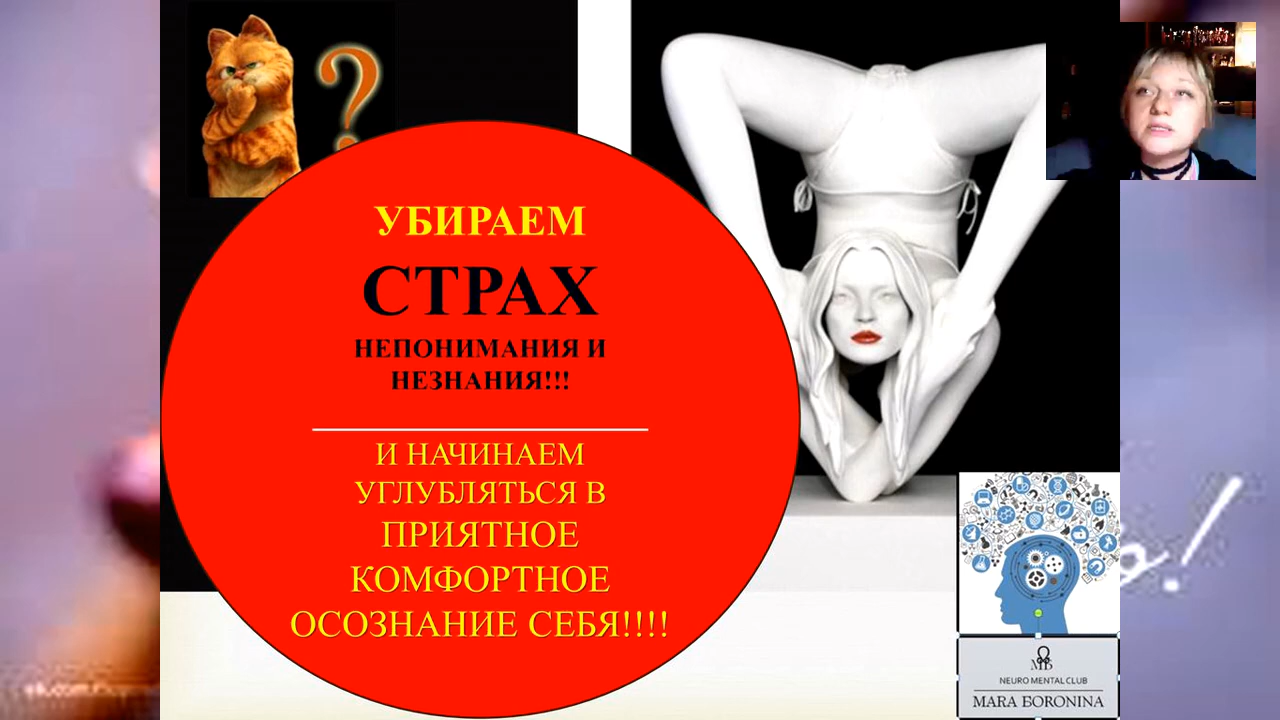 ?
УБИРАЕМ
СТРАХ
НЕПОНИМАНИЯ И
НЕЗНАНИЯ!!!
И НАЧИНАЕМ
УГЛУБЛЯТЬСЯ В
ПРИЯТНОЕ
КОМФОРТНОЕ
ОСОЗНАНИЕ СЕБЯ!!!!
NEURO MENTAL CLUB
MARA BORONINA